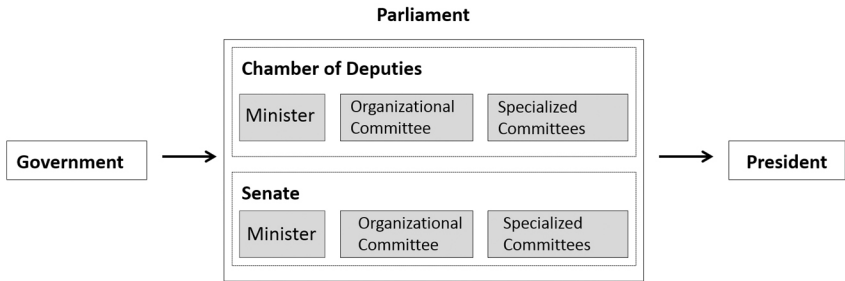 Parliament
Chamber of Deputies
Minister
Organizational
Committee
Specialized
Committees
Government
President
Senate
Minister
Organizational
Committee
Specialized
Committees